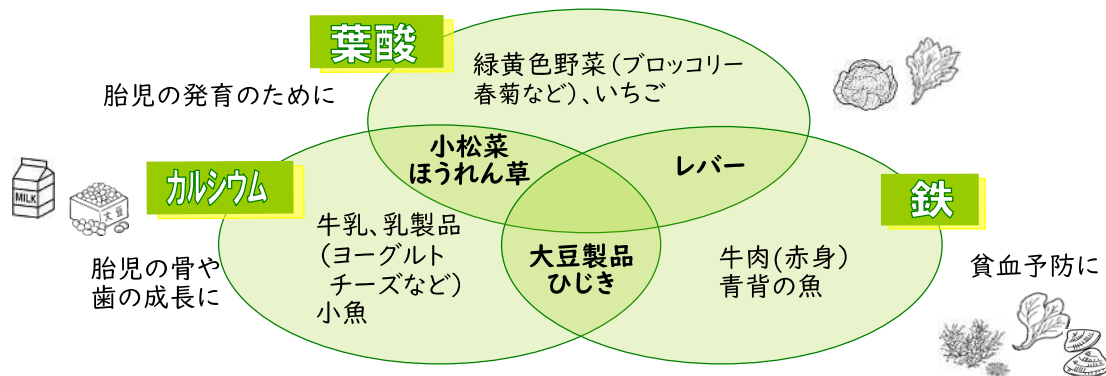 葉酸
胎児の発育のために
緑黄色野菜(ブロッコリー
春菊など)、いちご
小松菜
ほうれん草
レバー
カルシウム
MILK
大豆
胎児の骨や
歯の成長に
牛乳、乳製品
(ヨーグルト
チーズなど)
小魚
大豆製品
ひじき
鉄
牛肉(赤身)
青背の魚
貧血予防に